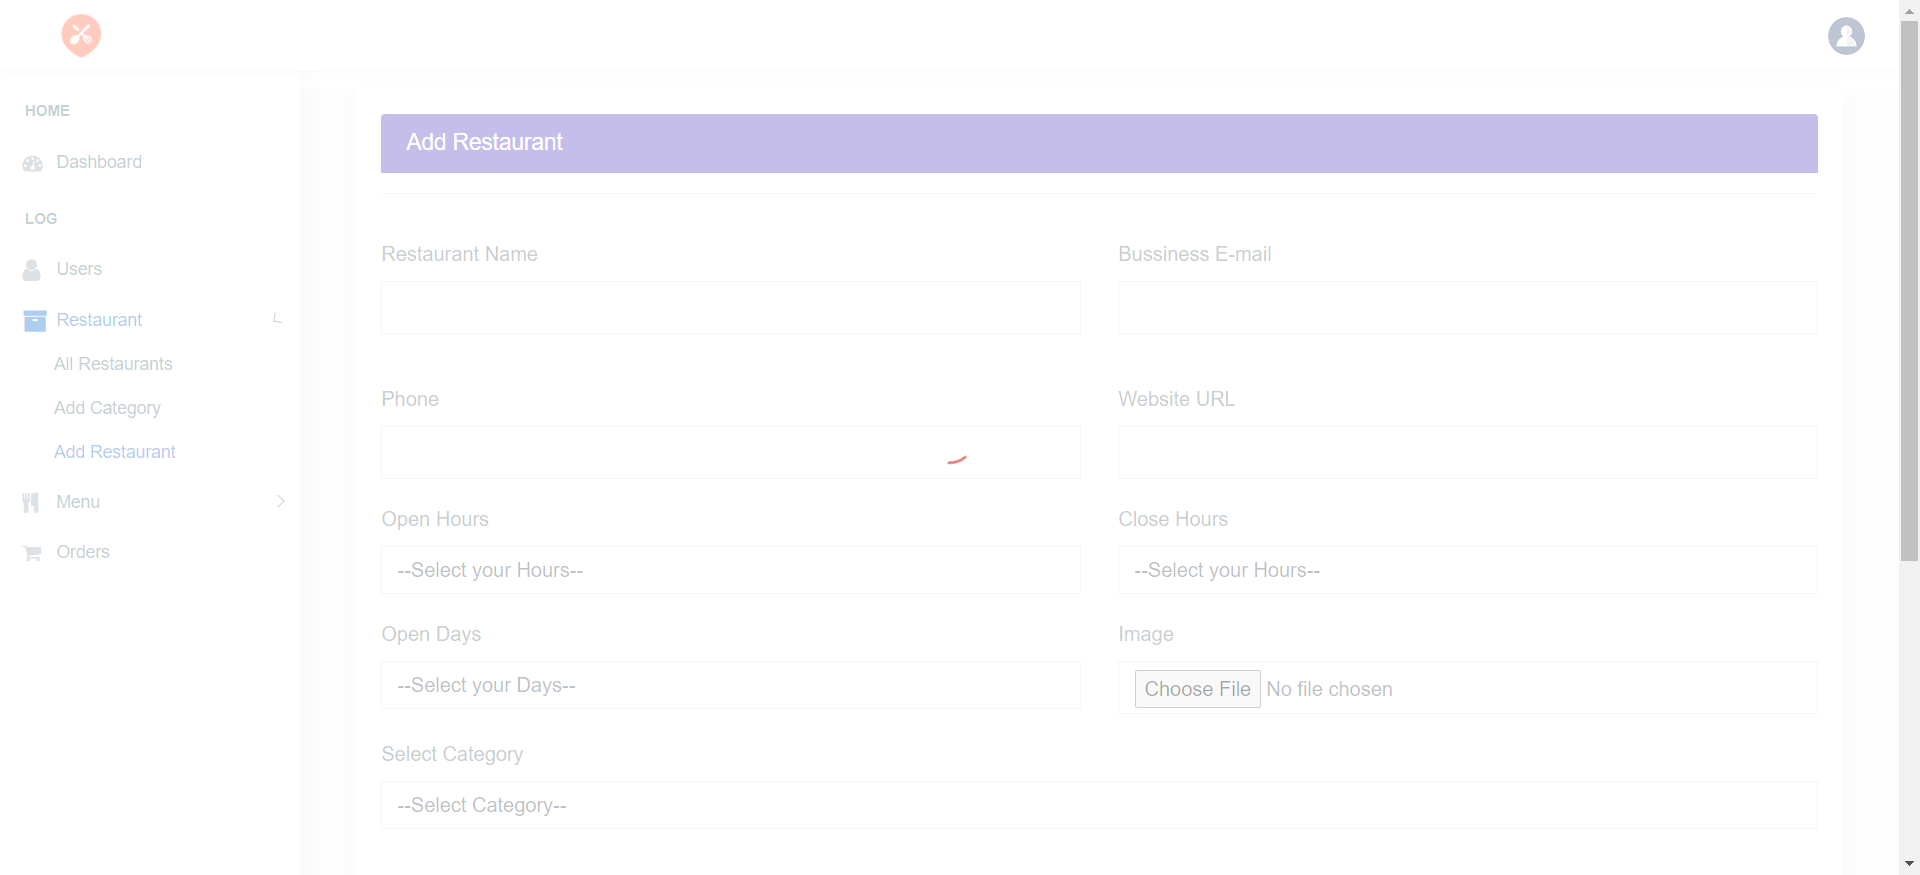 HOME
Dashboard
LOG
Users
Restaurant
All Restaurants
Add Category
Add Restaurant
Menu
Orders
Add Restaurant
Restaurant Name
Bussiness E-mail
Phone
Website URL
Open Hours
Close Hours
--Select your Hours--
--Select your Hours--
Open Days
Image
--Select your Days--
Choose File No file chosen
Select Category
--Select Category--